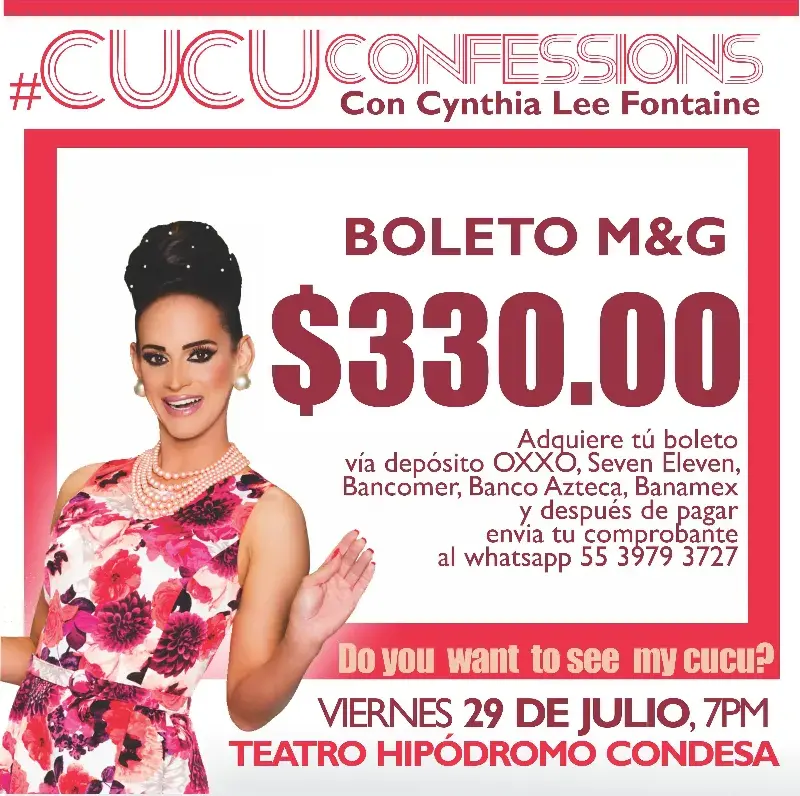 #CUCU CONFESSIONS
Con Cynthia Lee Fontaine
BOLETO M&G
$330.00
Adquiere tú boleto
vía depósito OXXO, Seven Eleven,
Bancomer, Banco Azteca, Banamex
y después de pagar
envia tu comprobante
al whatsapp 55 3979 3727
Do you want to see my cucu?
VIERNES 29 DE JULIO, 7PM
TEATRO HIPÓDROMO CONDESA